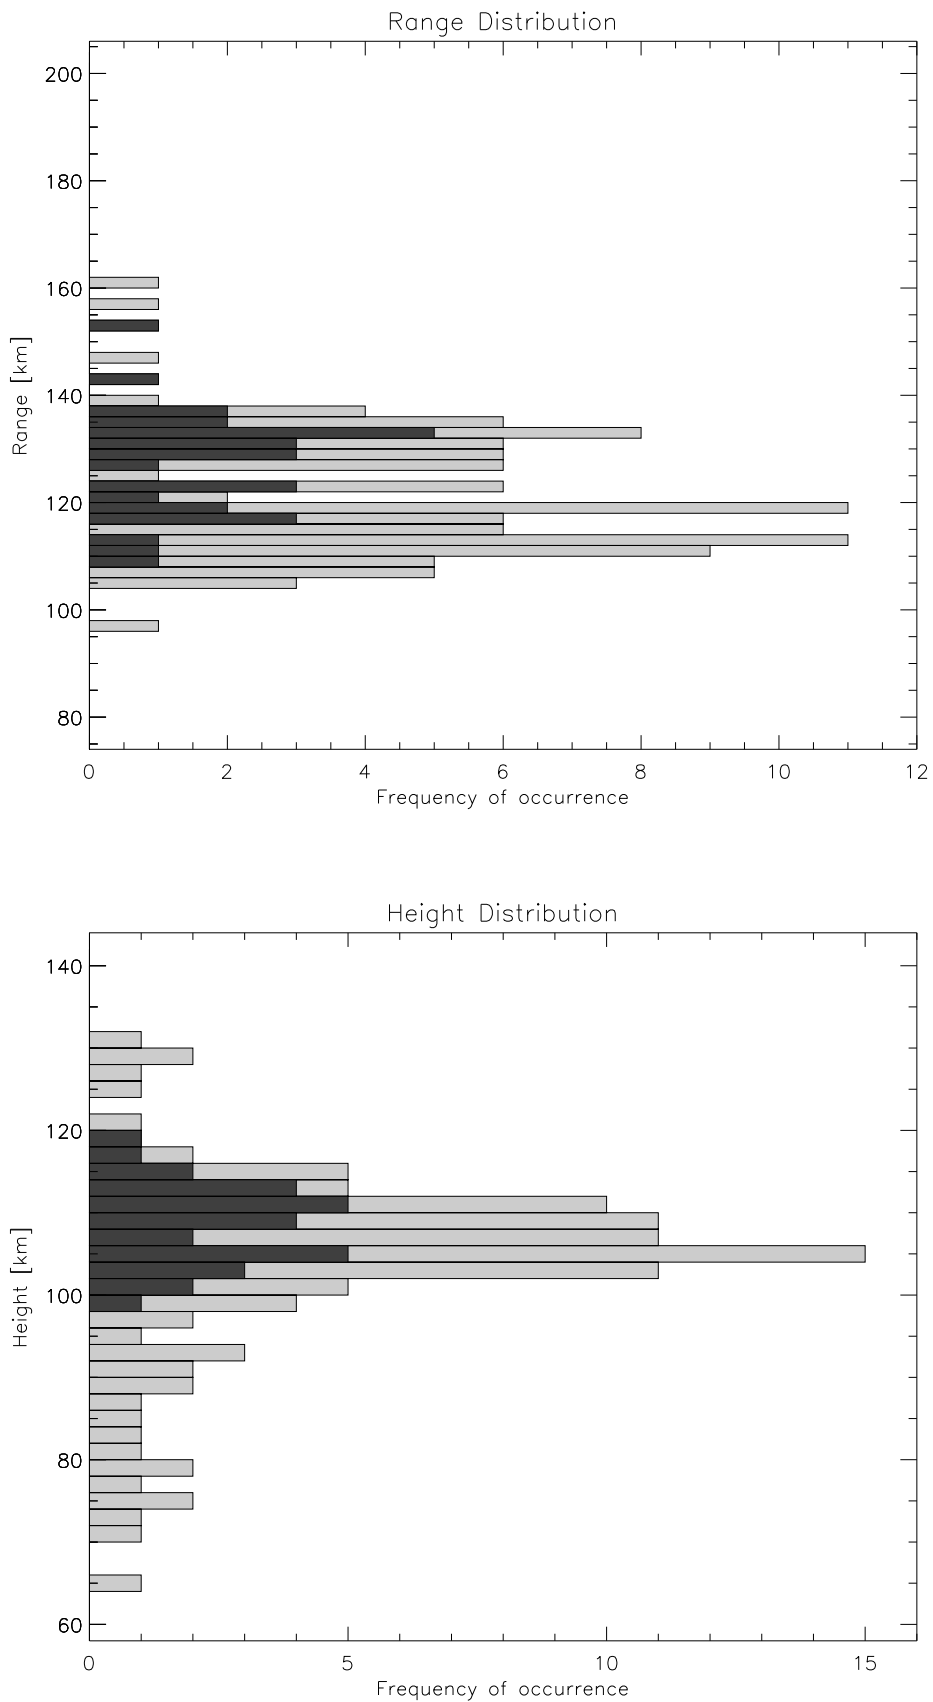 Range Distribution
200
180
160
140
120
100
80
Range [km]
0 2 4 6 8 10 12
Frequency of occurrence
Height Distribution
140
120
100
80
60
Height [km]
0 5 10 15
Frequency of occurrence